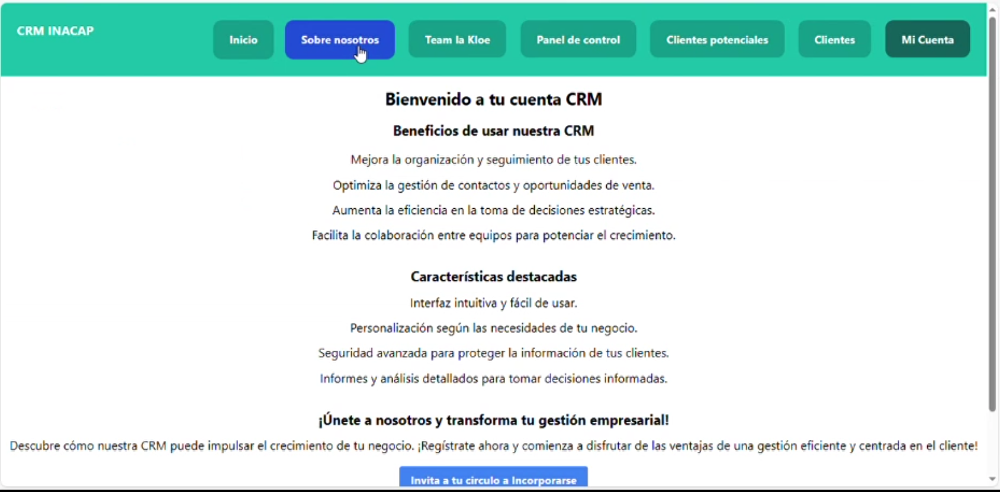 CRM INACAP
Inicio
Sobre nosotros
Team la Kloe
Panel de control
Clientes potenciales
Clientes
Mi Cuenta
Bienvenido a tu cuenta CRM
Beneficios de usar nuestra CRM
Mejora la organización y seguimiento de tus clientes.
Optimiza la gestión de contactos y oportunidades de venta.
Aumenta la eficiencia en la toma de decisiones estratégicas.
Facilita la colaboración entre equipos para potenciar el crecimiento.
Características destacadas
Interfaz intuitiva y fácil de usar.
Personalización según las necesidades de tu negocio.
Seguridad avanzada para proteger la información de tus clientes.
Informes y análisis detallados para tomar decisiones informadas.
¡Únete a nosotros y transforma tu gestión empresarial!
Descubre cómo nuestra CRM puede impulsar el crecimiento de tu negocio. ¡Regístrate ahora y comienza a disfrutar de las ventajas de una gestión eficiente y centrada en el cliente!
Invita a tu circulo a Incorporarse